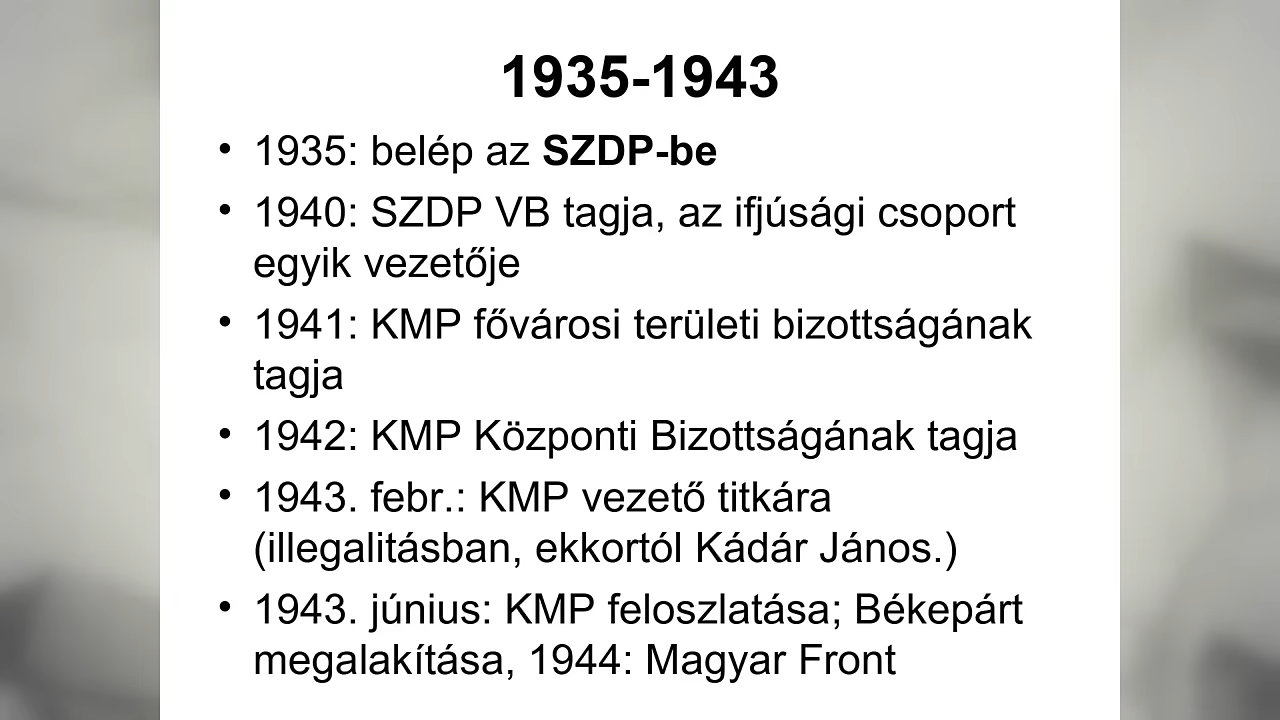 1935-1943
• 1935: belép az SZDP-be
• 1940: SZDP VB tagja, az ifjúsági csoport
egyik vezetője
• 1941: KMP fővárosi területi bizottságának
tagja
• 1942: KMP Központi Bizottságának tagja
• 1943. febr.: KMP vezető titkára
(illegalitásban, ekkortól Kádár János.)
• 1943. június: KMP feloszlatása; Békepárt
megalakítása, 1944: Magyar Front